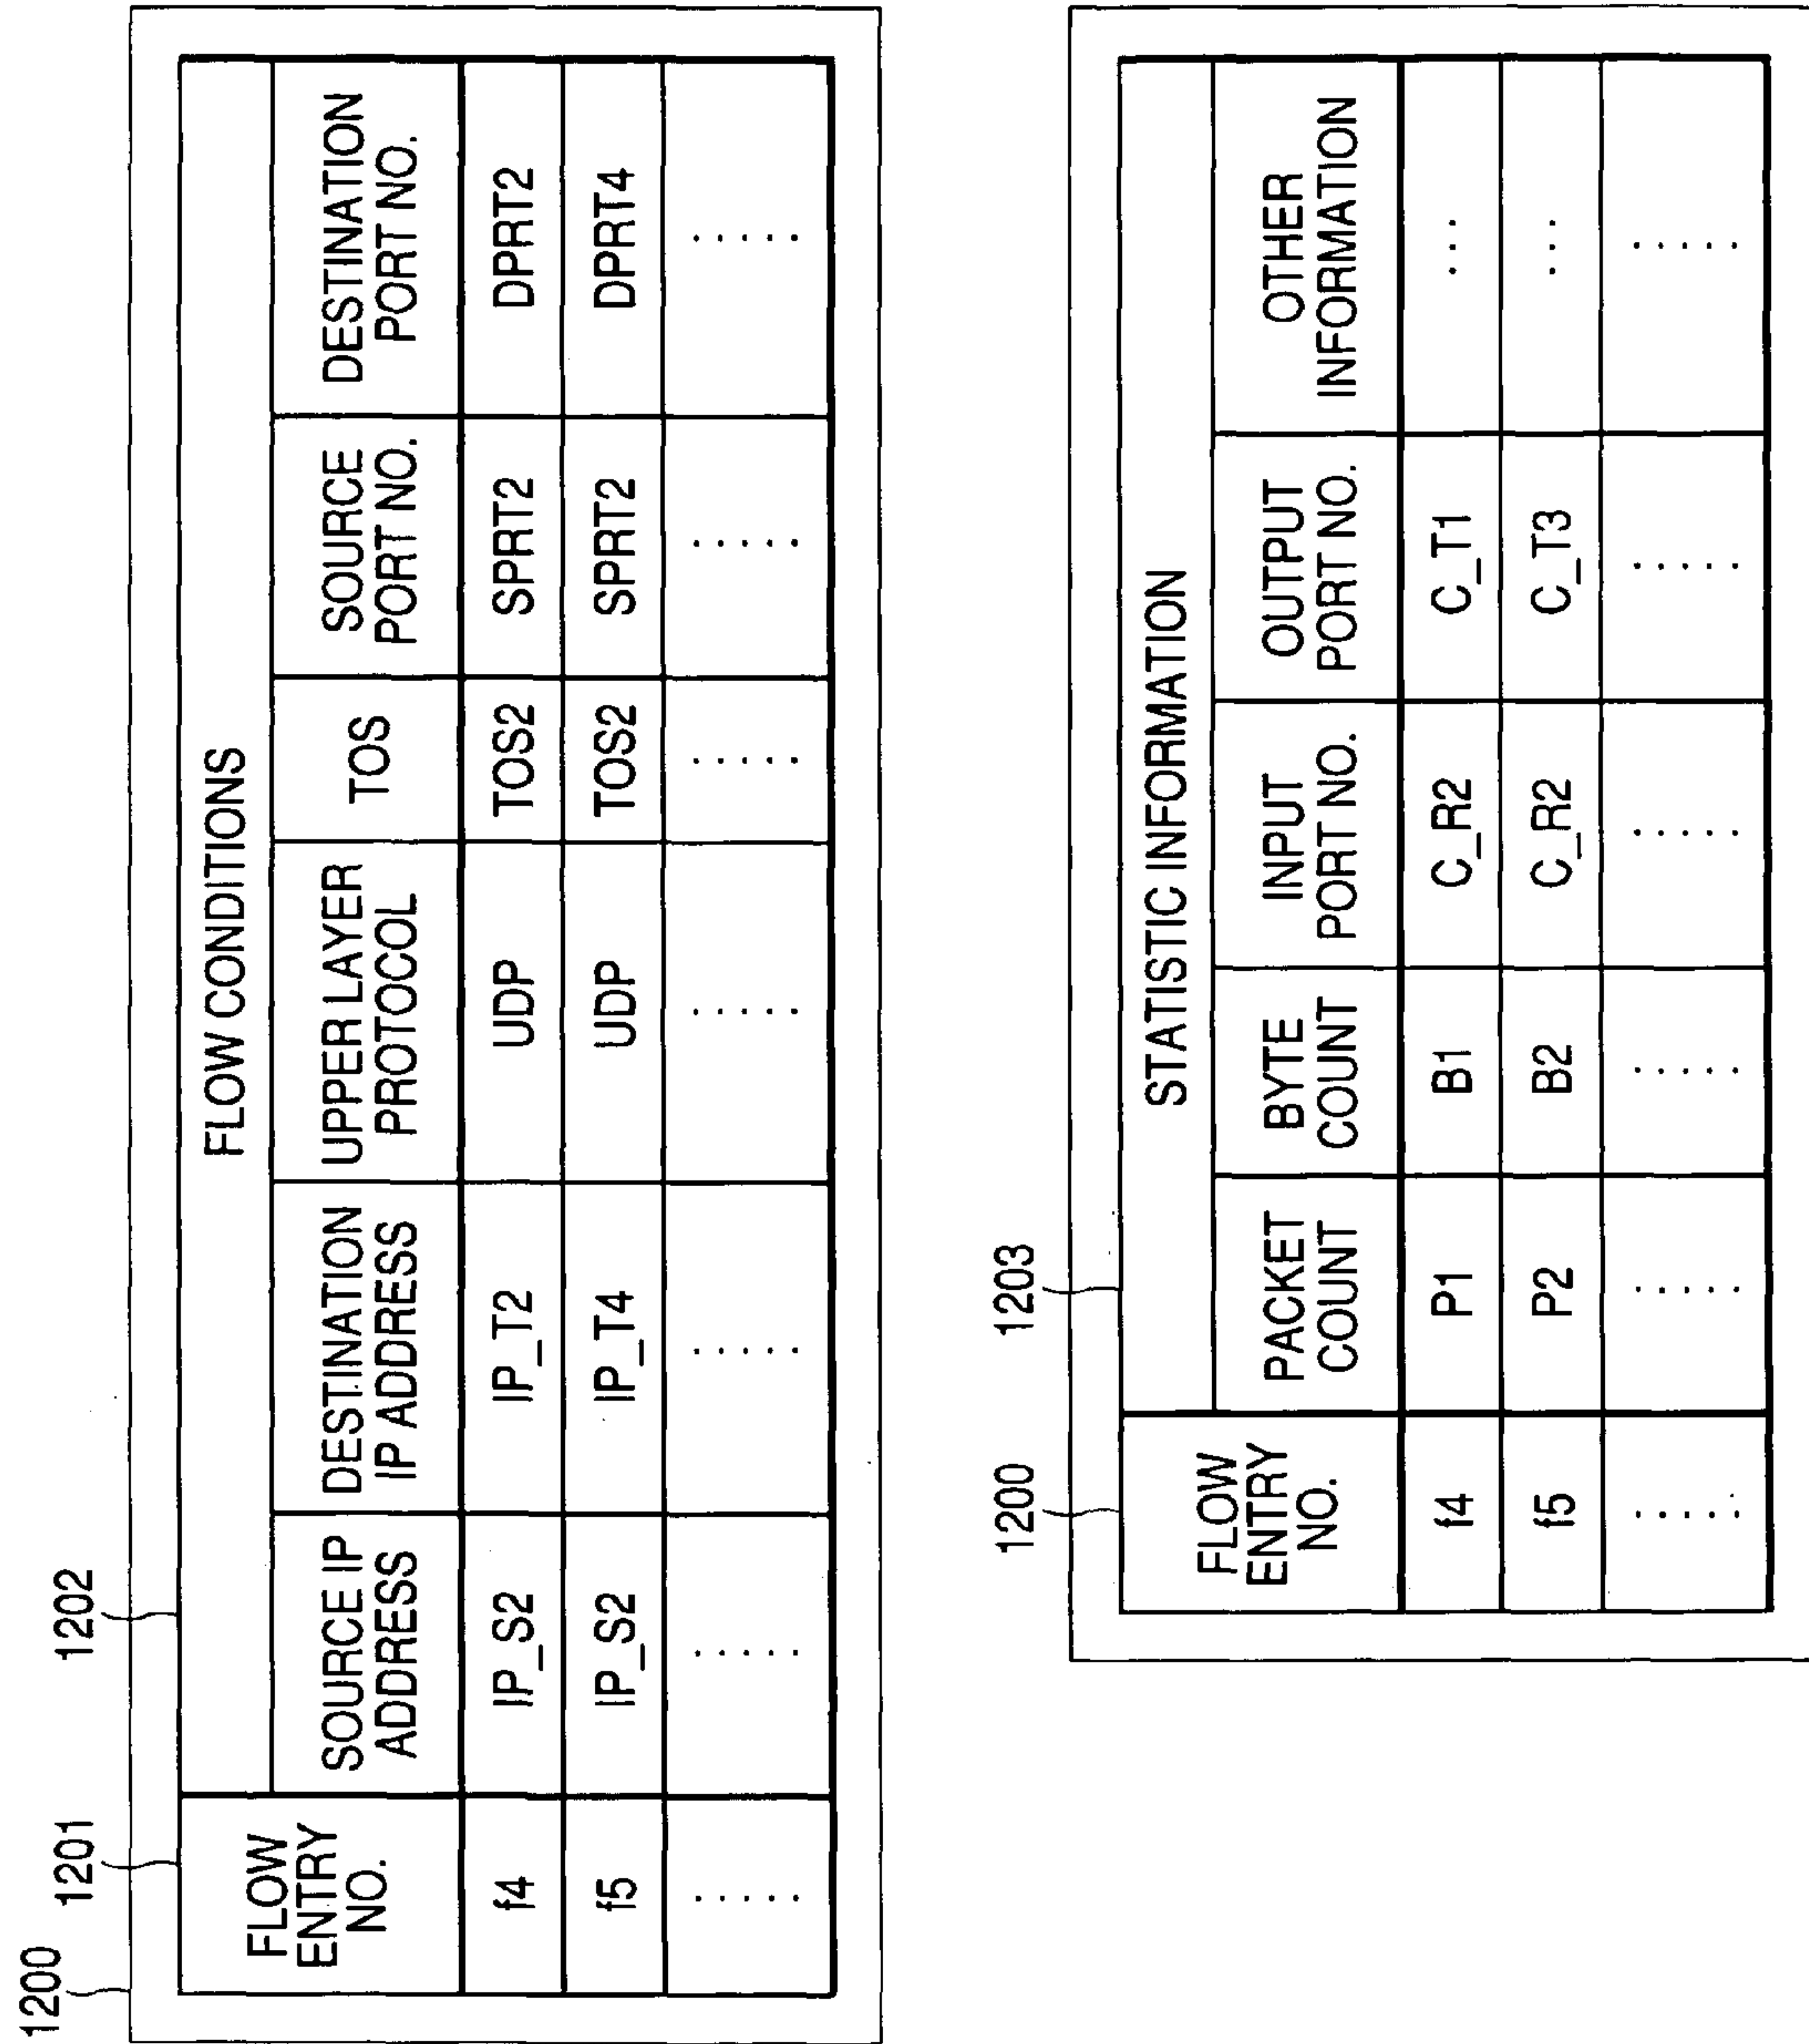 1200
1201
1202
FLOW CONDITIONS
FLOW
ENTRY
NO.
SOURCE IP
ADDRESS
DESTINATION
IP ADDRESS
UPPER LAYER
PROTOCOL
TOS
SOURCE
PORT NO.
DESTINATION
PORT NO.
f4 IP_S2 IP_T2 UDP TOS2 SPRT2 DPRT2
f5 IP_S2 IP_T4 UDP TOS2 SPRT2 DPRT4
..... ..... ..... ..... ..... ..... .....
1200
1203
STATISTIC INFORMATION
FLOW
ENTRY
NO.
PACKET
COUNT
BYTE
COUNT
INPUT
PORT NO.
OUTPUT
PORT NO.
OTHER
INFORMATION
f4 P1 B1 C_R2 C_T1 ...
f5 P2 B2 C_R2 C_T3 ...
..... ..... ..... ..... ..... .....